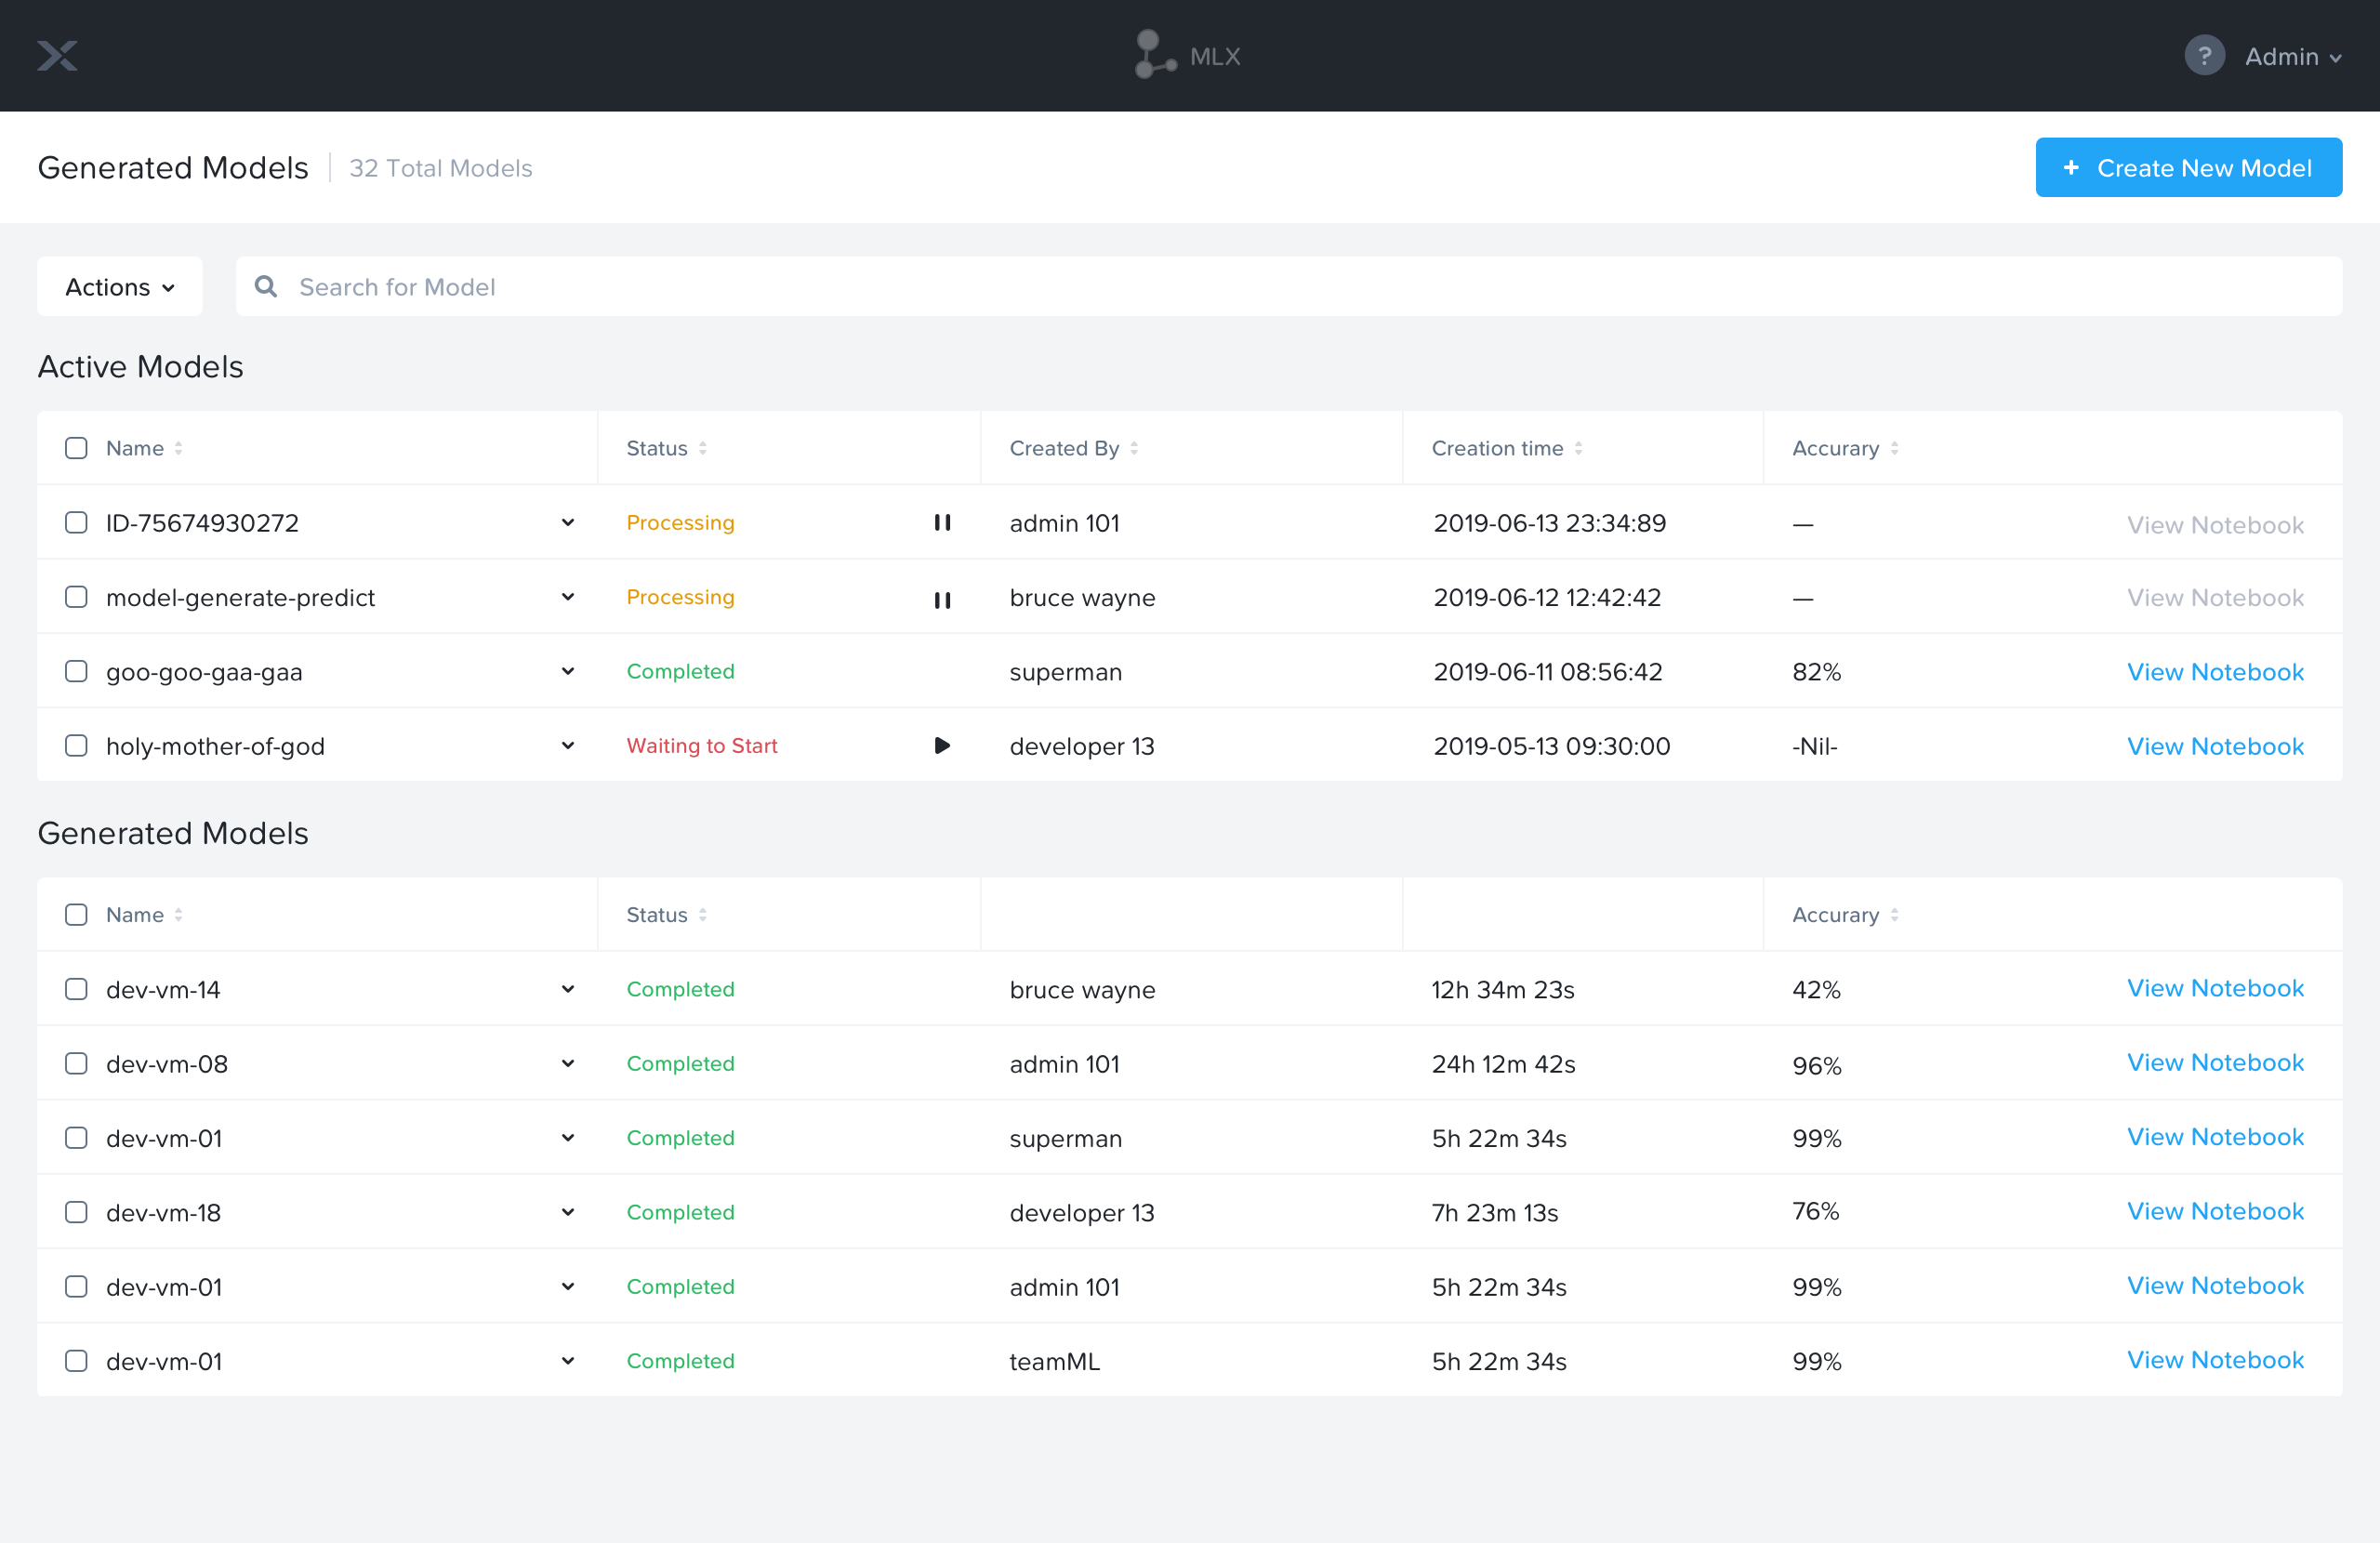 MLX
? Admin
Generated Models 32 Total Models + Create New Model
Actions Search for Model
Active Models
Name Status Created By Creation time Accurary
ID-75674930272 Processing admin 101 2019-06-13 23:34:89 — View Notebook
model-generate-predict Processing bruce wayne 2019-06-12 12:42:42 — View Notebook
goo-goo-gaa-gaa Completed superman 2019-06-11 08:56:42 82% View Notebook
holy-mother-of-god Waiting to Start developer 13 2019-05-13 09:30:00 -Nil- View Notebook
Generated Models
Name Status Accurary
dev-vm-14 Completed bruce wayne 12h 34m 23s 42% View Notebook
dev-vm-08 Completed admin 101 24h 12m 42s 96% View Notebook
dev-vm-01 Completed superman 5h 22m 34s 99% View Notebook
dev-vm-18 Completed developer 13 7h 23m 13s 76% View Notebook
dev-vm-01 Completed admin 101 5h 22m 34s 99% View Notebook
dev-vm-01 Completed teamML 5h 22m 34s 99% View Notebook